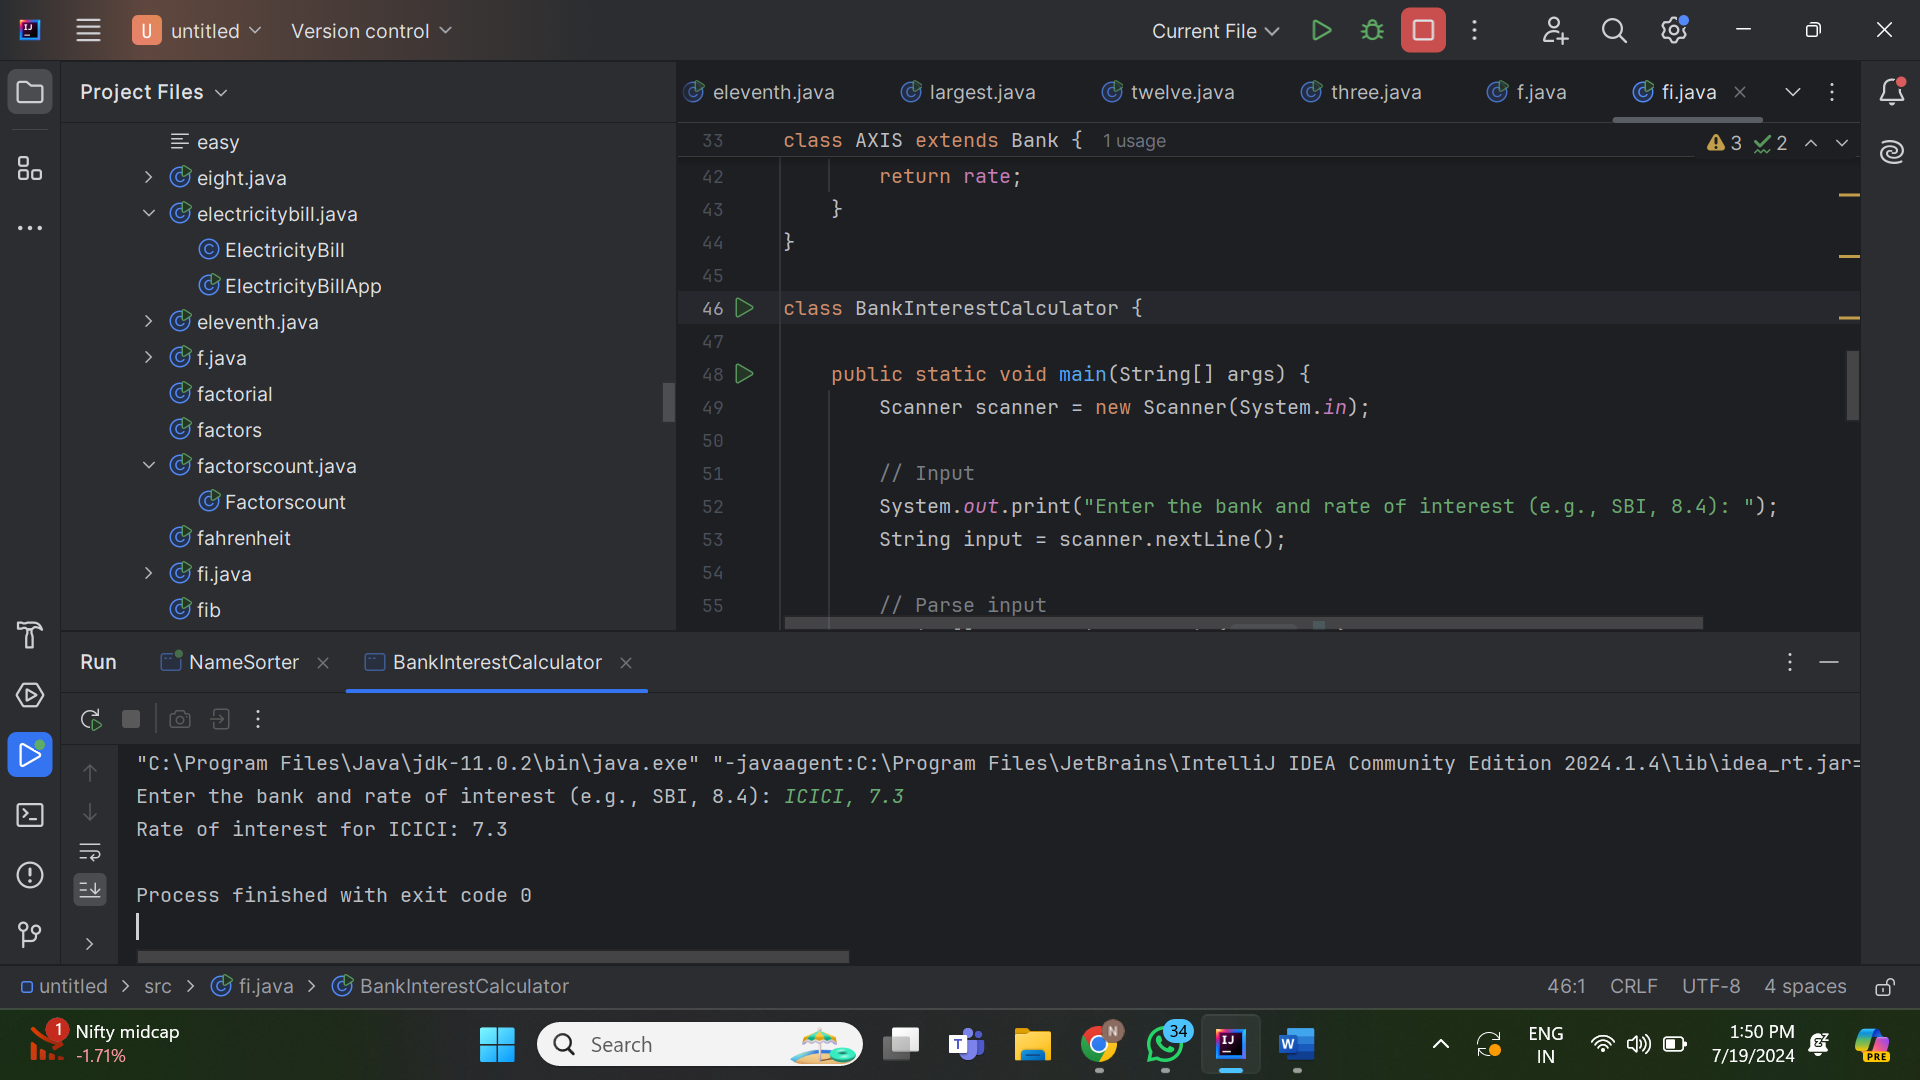 U untitled Version control Current File
Project Files
eleventh.java largest.java twelve.java three.java f.java fi.java
easy
eight.java
electricitybill.java
ElectricityBill
ElectricityBillApp
eleventh.java
f.java
factorial
factors
factorscount.java
Factorscount
fahrenheit
fi.java
fib
33 class AXIS extends Bank { 1 usage 3 2
42 return rate;
43 }
44 }
45
46 class BankInterestCalculator {
47
48 public static void main(String[] args) {
49 Scanner scanner = new Scanner(System.in);
50
51 // Input
52 System.out.print("Enter the bank and rate of interest (e.g., SBI, 8.4): ");
53 String input = scanner.nextLine();
54
55 // Parse input
Run NameSorter BankInterestCalculator
"C:\Program Files\Java\jdk-11.0.2\bin\java.exe" "-javaagent:C:\Program Files\JetBrains\IntelliJ IDEA Community Edition 2024.1.4\lib\idea_rt.jar=
Enter the bank and rate of interest (e.g., SBI, 8.4): ICICI, 7.3
Rate of interest for ICICI: 7.3
Process finished with exit code 0
untitled > src > fi.java > BankInterestCalculator 46:1 CRLF UTF-8 4 spaces
1 Nifty midcap
-1.71%
Search
T
N
34
IJ
W
ENG
IN
1:50 PM
7/19/2024
PRE